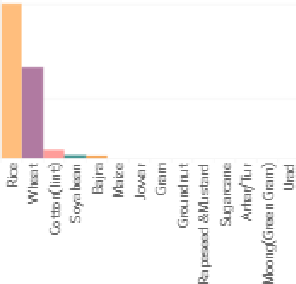 Rice
Wheat
Cotton(lint)
Soyabean
Bajra
Maize
Jowar
Gram
Groundnut
Rapeseed &Mustard
Sugarcane
Arhar/Tur
Moong(Green Gram)
Urad